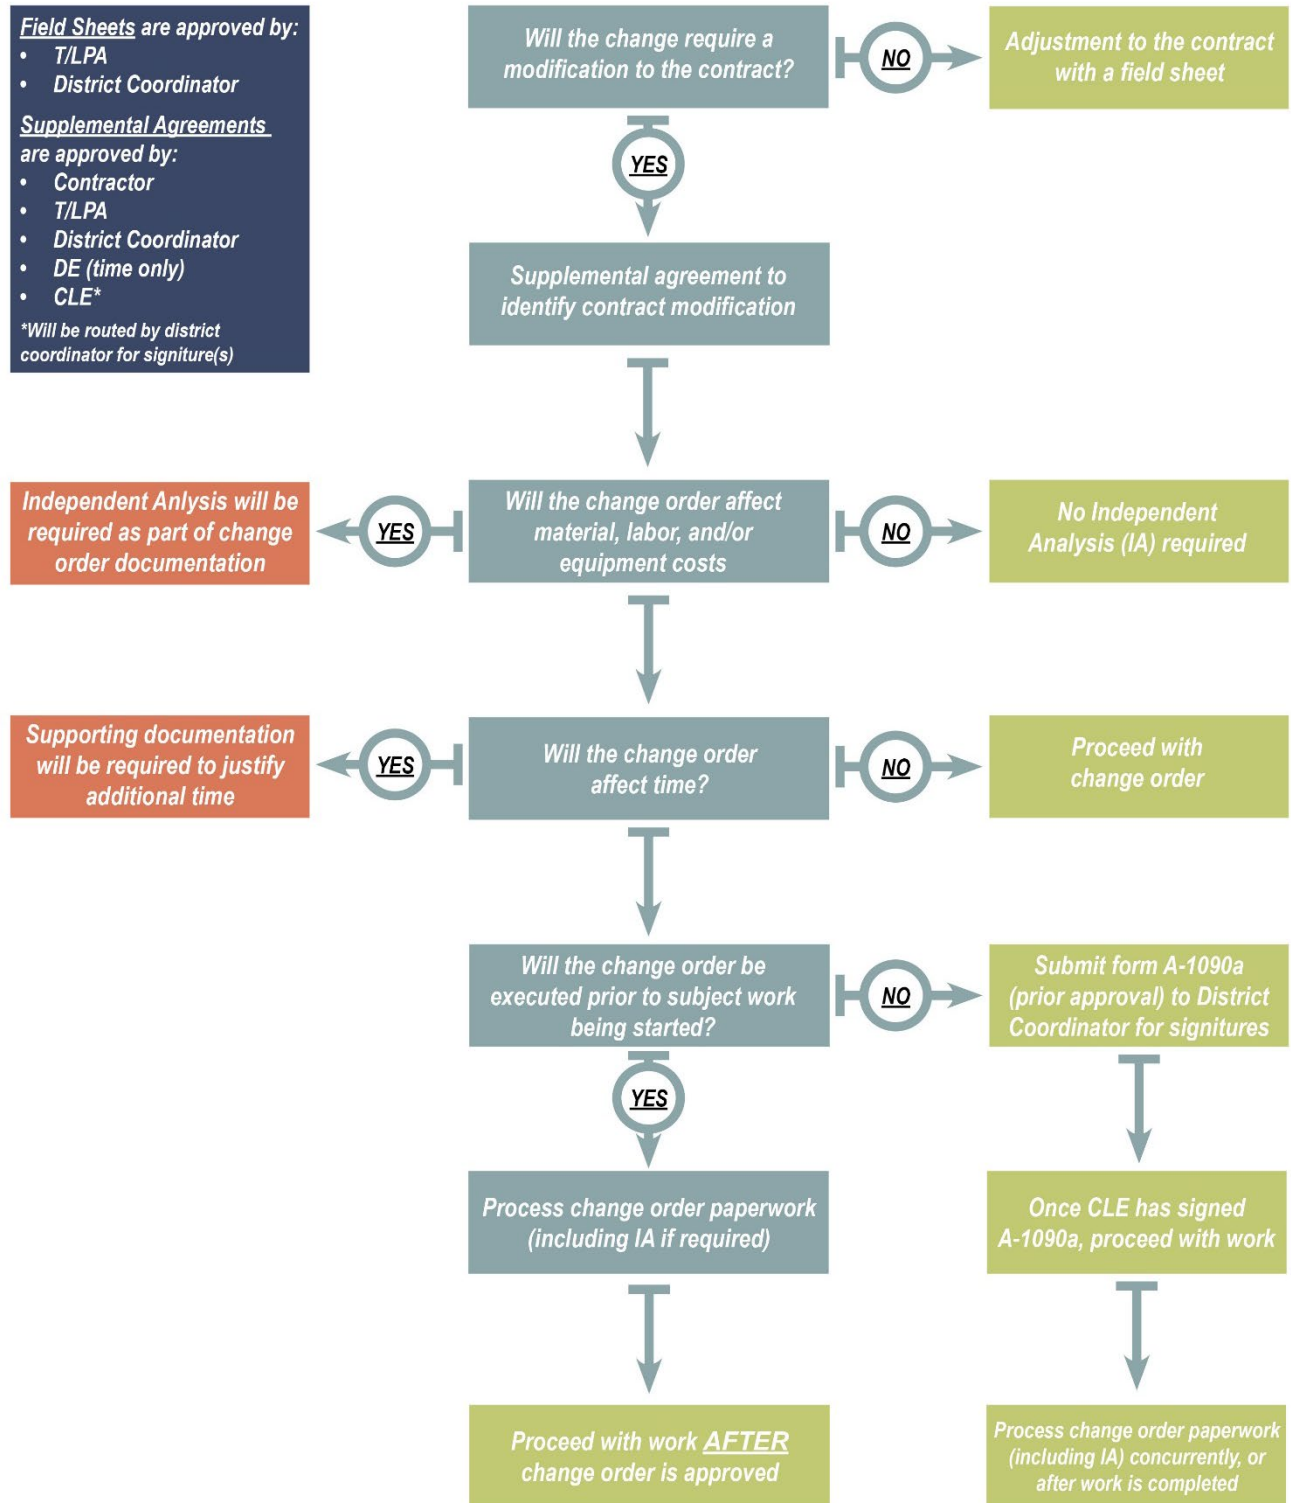 Field Sheets are approved by:
• T/LPA
• District Coordinator
Supplemental Agreements
are approved by:
• Contractor
• T/LPA
• District Coordinator
• DE (time only)
• CLE*
*Will be routed by district
coordinator for signiture(s)
Will the change require a
modification to the contract?
NO
Adjustment to the contract
with a field sheet
YES
Supplemental agreement to
identify contract modification
Independent Anlysis will be
required as part of change
order documentation
YES
Will the change order affect
material, labor, and/or
equipment costs
NO
No Independent
Analysis (IA) required
Supporting documentation
will be required to justify
additional time
YES
Will the change order
affect time?
NO
Proceed with
change order
Will the change order be
executed prior to subject work
being started?
NO
Submit form A-1090a
(prior approval) to District
Coordinator for signitures
YES
Process change order paperwork
(including IA if required)
Once CLE has signed
A-1090a, proceed with work
Proceed with work AFTER
change order is approved
Process change order paperwork
(including IA) concurrently, or
after work is completed